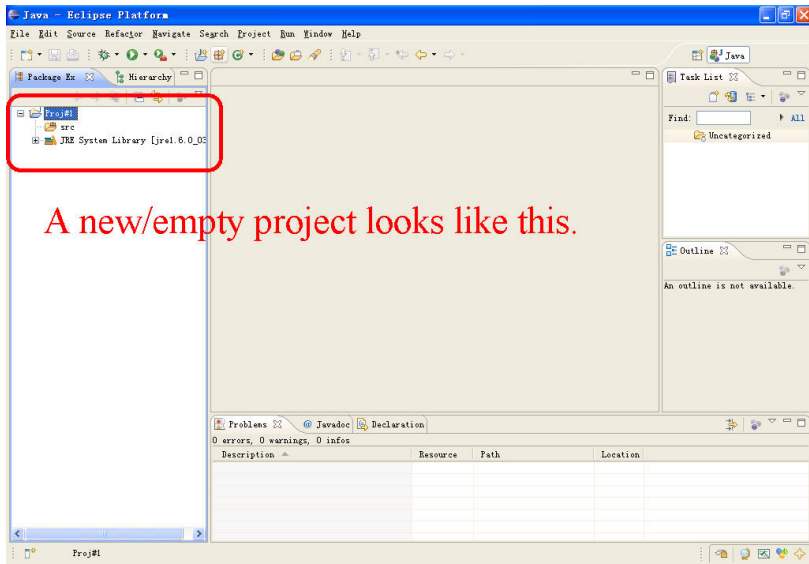 Java - Eclipse Platform
File Edit Source Refactor Navigate Search Project Run Window Help
Java
Package Ex
Hierarchy
Task List
Proj#1
src
JRE System Library [jre1.6.0_03
Find:
All
Uncategorized
A new/empty project looks like this.
Outline
An outline is not available.
Problems
@ Javadoc
Declaration
0 errors, 0 warnings, 0 infos
Description
Resource
Path
Location
Proj#1